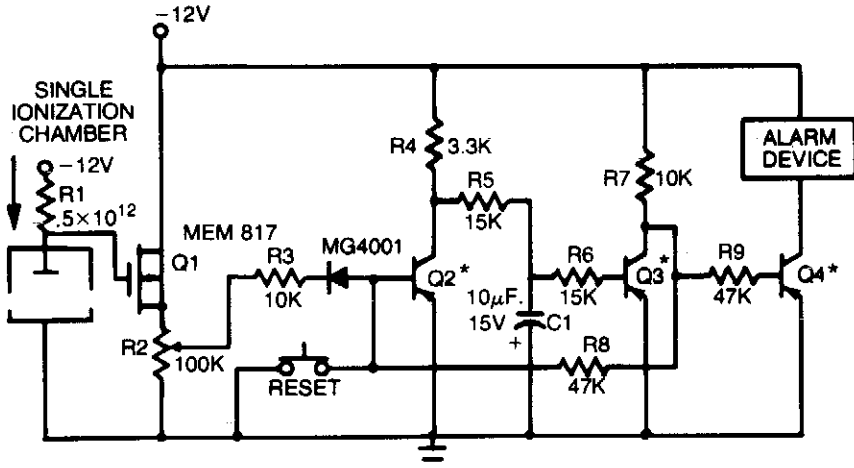 −12V
SINGLE
IONIZATION
CHAMBER
−12V
R1
.5×10¹²
MEM 817
Q1
R2
100K
R3
10K
MG4001
RESET
R4
3.3K
R5
15K
Q2*
10µF.
15V
C1
+
R6
15K
R7
10K
Q3*
R8
47K
R9
47K
Q4*
ALARM
DEVICE